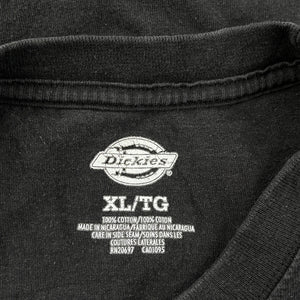 Dickies
®
XL/TG
100% COTTON/100% COTON
MADE IN NICARAGUA/FABRIQUÉ AU NICARAGUA
CARE IN SIDE SEAM/SOINS DANS LES
COUTURES LATERALES
RN20697 CA01095